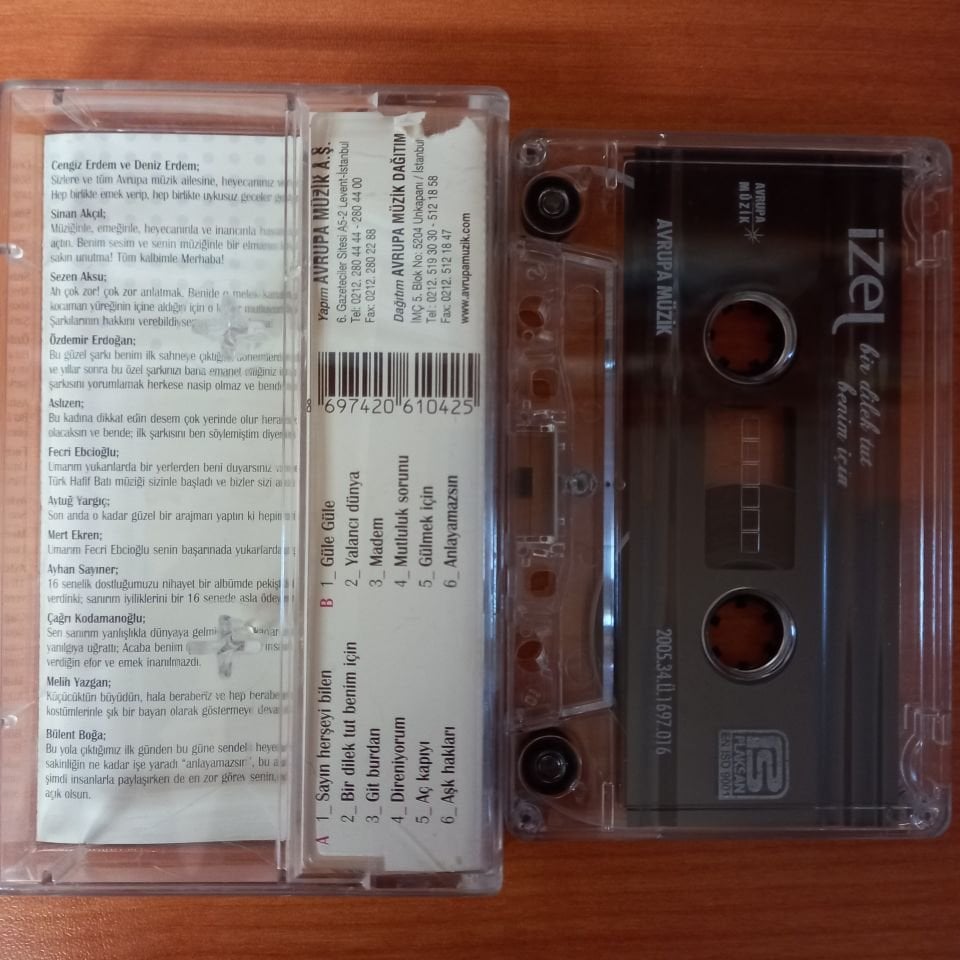 Cengiz Erdem ve Deniz Erdem;
Sizlere ve tüm Avrupa müzik ailesine, heyecanınız
Hep birlikte emek verip, hep birlikte uykusuz geceler
Sinan Akçıl;
Müziğinle, emeğinle, heyecanınla ve inancınla
açtın. Benim sesim ve senin müziğinle bir elmanın
sakın unutma! Tüm kalbimle Merhaba!
Sezen Aksu;
Ah çok zor! çok zor anlatmak. Benide o melek
kocaman yüreğinin içine aldığın için o
Şarkılarının hakkını verebildiysem
Özdemir Erdoğan;
Bu güzel şarkı benim ilk sahneye çıktığım dönemlerde
ve yıllar sonra bu özel şarkınızı bana emanet ettiğiniz
şarkısını yorumlamak herkese nasip olmaz ve
Aslızen;
Bu kadına dikkat edin desem çok yerinde olur
olacaksın ve bende; ilk şarkısını ben söylemiştim
Fecri Ebcioğlu;
Umarım yukarılarda bir yerlerden beni duyarsınız
Türk Hafif Batı müziği sizinle başladı ve bizler sizi
Aytuğ Yargıç;
Son anda o kadar güzel bir arajman yaptın ki
Mert Ekren;
Umarım Fecri Ebcioğlu senin başarınada
Ayhan Sayıner;
16 senelik dostluğumuzu nihayet bir albümde
verdinki; sanırım iyiliklerini bir 16 senede asla
Çağrı Kodamanoğlu;
Sen sanırım yanlışlıkla dünyaya
yanılgıya uğrattı; Acaba benim
verdiğin efor ve emek inanılmazdı.
Melih Yazgan;
Küçücüktün büyüdün, hala beraberiz ve hep
kostümlerinle şık bir bayan olarak göstermeye
Bülent Boğa;
Bu yola çıktığımız ilk günden bu güne
sakinliğin ne kadar işe yaradı "anlayamazsın", bu
şimdi insanlarla paylaşırken de en zor görev senin,
açık olsun.
Yapım AVRUPA MÜZİK A.Ş.
6. Gazeteciler Sitesi A5-2 Levent-İstanbul
Tel: 0212. 280 44 44 - 280 44 00
Fax: 0212. 280 22 88
Dağıtım AVRUPA MÜZİK DAĞITIM
İMÇ 5. Blok No: 5204 Unkapanı / İstanbul
Tel : 0212. 519 30 30 - 512 18 58
Fax: 0212. 512 18 47
www.avrupamuzik.com
8 697420 610425
A 1_ Sayın herşeyi bilen
2_ Bir dilek tut benim için
3_ Git burdan
4_ Direniyorum
5_ Aç kapıyı
6_ Aşk hakları
B 1_ Güle Güle
2_ Yalancı dünya
3_ Madem
4_ Mutluluk sorunu
5_ Gülmek için
6_ Anlayamazsın
AVRUPA
MÜZİK
izel
bir dilek tut
benim için
AVRUPA MÜZİK
2005.34.Ü.1697.016
PLAKSAN
EN ISO 9001